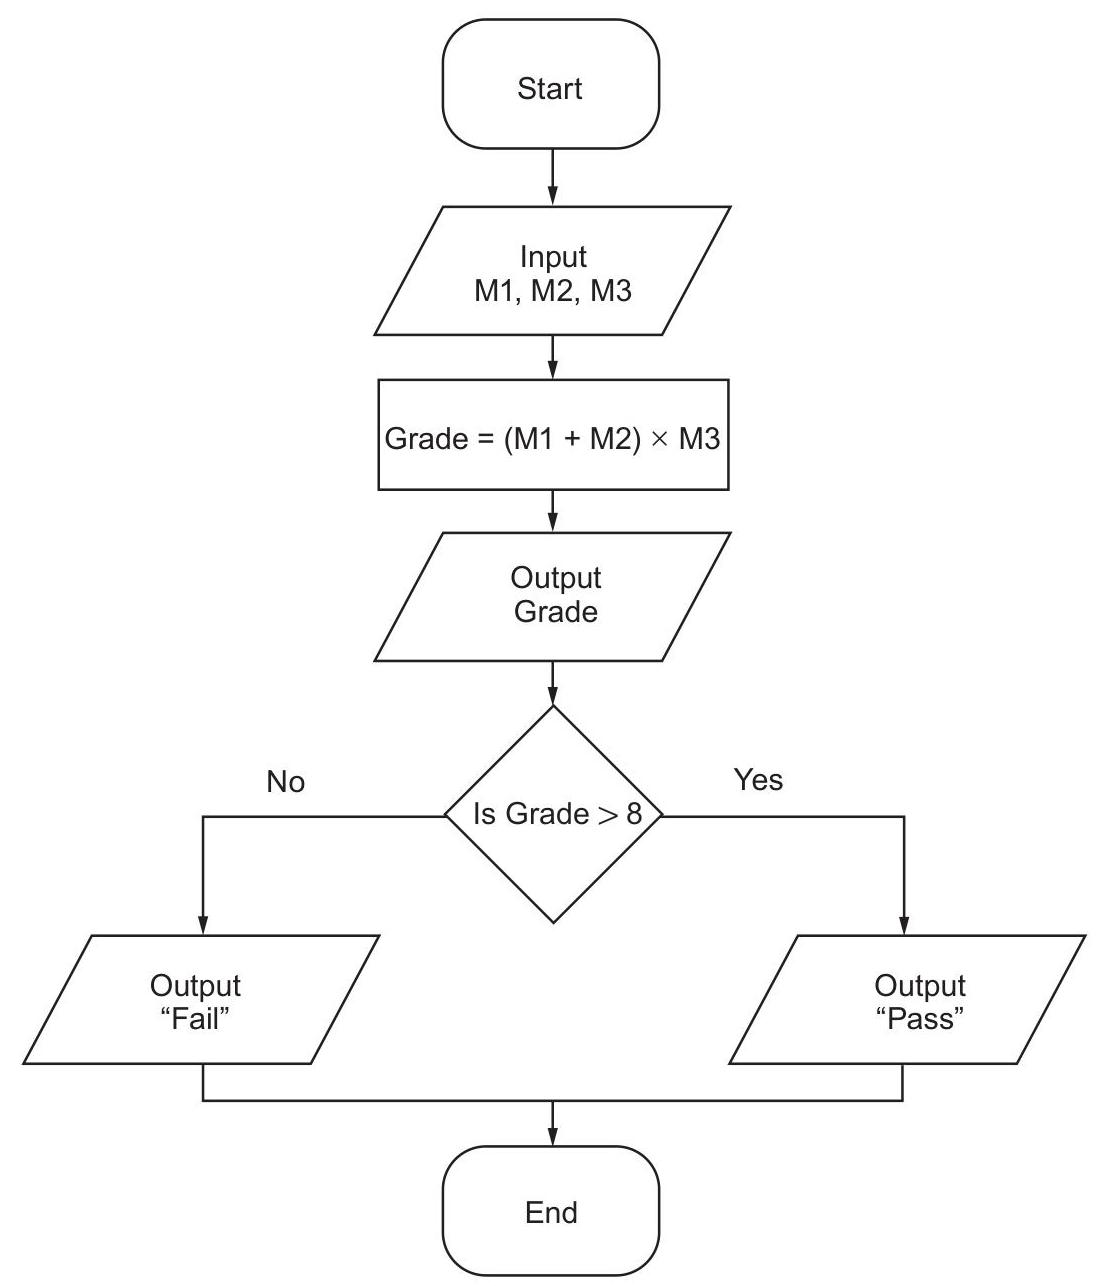 Start
Input
M1, M2, M3
Grade = (M1 + M2) × M3
Output
Grade
Is Grade > 8
No
Yes
Output
“Fail”
Output
“Pass”
End